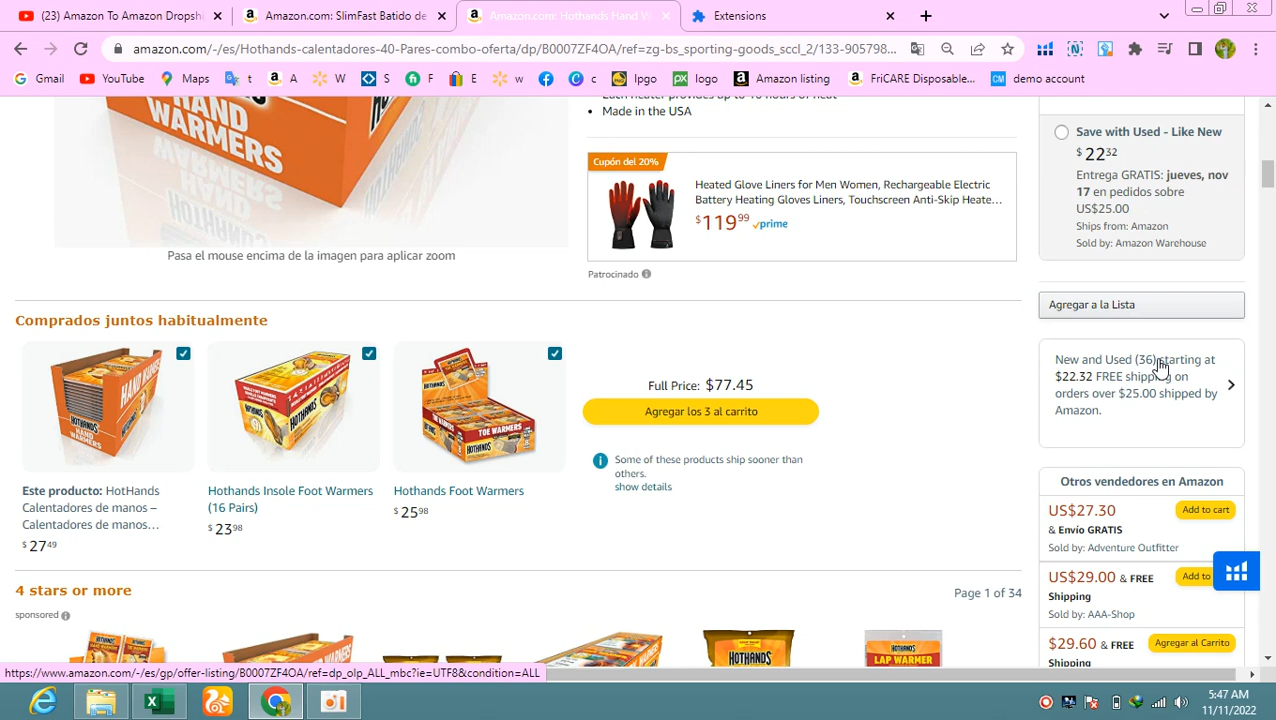 (23) Amazon To Amazon Dropshi
Amazon.com: SlimFast Batido de
Amazon.com: Hothands Hand W
Extensions
amazon.com/-/es/Hothands-calentadores-40-Pares-combo-oferta/dp/B0007ZF4OA/ref=zg-bs_sporting-goods_sccl_2/133-905798...
Gmail
YouTube
Maps
t
A
W
S
F
E
w
c
lpgo
logo
Amazon listing
FriCARE Disposable...
demo account
HAND
WARMERS
Made in the USA
Cupón del 20%
Heated Glove Liners for Men Women, Rechargeable Electric
Battery Heating Gloves Liners, Touchscreen Anti-Skip Heate...
$119 99 prime
Patrocinado
Pasa el mouse encima de la imagen para aplicar zoom
Save with Used - Like New
$ 22 32
Entrega GRATIS: jueves, nov
17 en pedidos sobre
US$25.00
Ships from: Amazon
Sold by: Amazon Warehouse
Agregar a la Lista
New and Used (36) starting at
$22.32 FREE shipping on
orders over $25.00 shipped by
Amazon.
Comprados juntos habitualmente
Full Price: $77.45
Agregar los 3 al carrito
Some of these products ship sooner than
others.
show details
Este producto: HotHands
Calentadores de manos –
Calentadores de manos...
$ 27 49
Hothands Insole Foot Warmers
(16 Pairs)
$ 23 98
Hothands Foot Warmers
$ 25 98
Otros vendedores en Amazon
US$27.30
Add to cart
& Envío GRATIS
Sold by: Adventure Outfitter
US$29.00 & FREE
Add to
Shipping
Sold by: AAA-Shop
$29.60 & FREE
Agregar al Carrito
Shipping
4 stars or more
Page 1 of 34
sponsored
HOTHANDS
LAP WARMER
https://www.amazon.com/-/es/gp/offer-listing/B0007ZF4OA/ref=dp_olp_ALL_mbc?ie=UTF8&condition=ALL
5:47 AM
11/11/2022